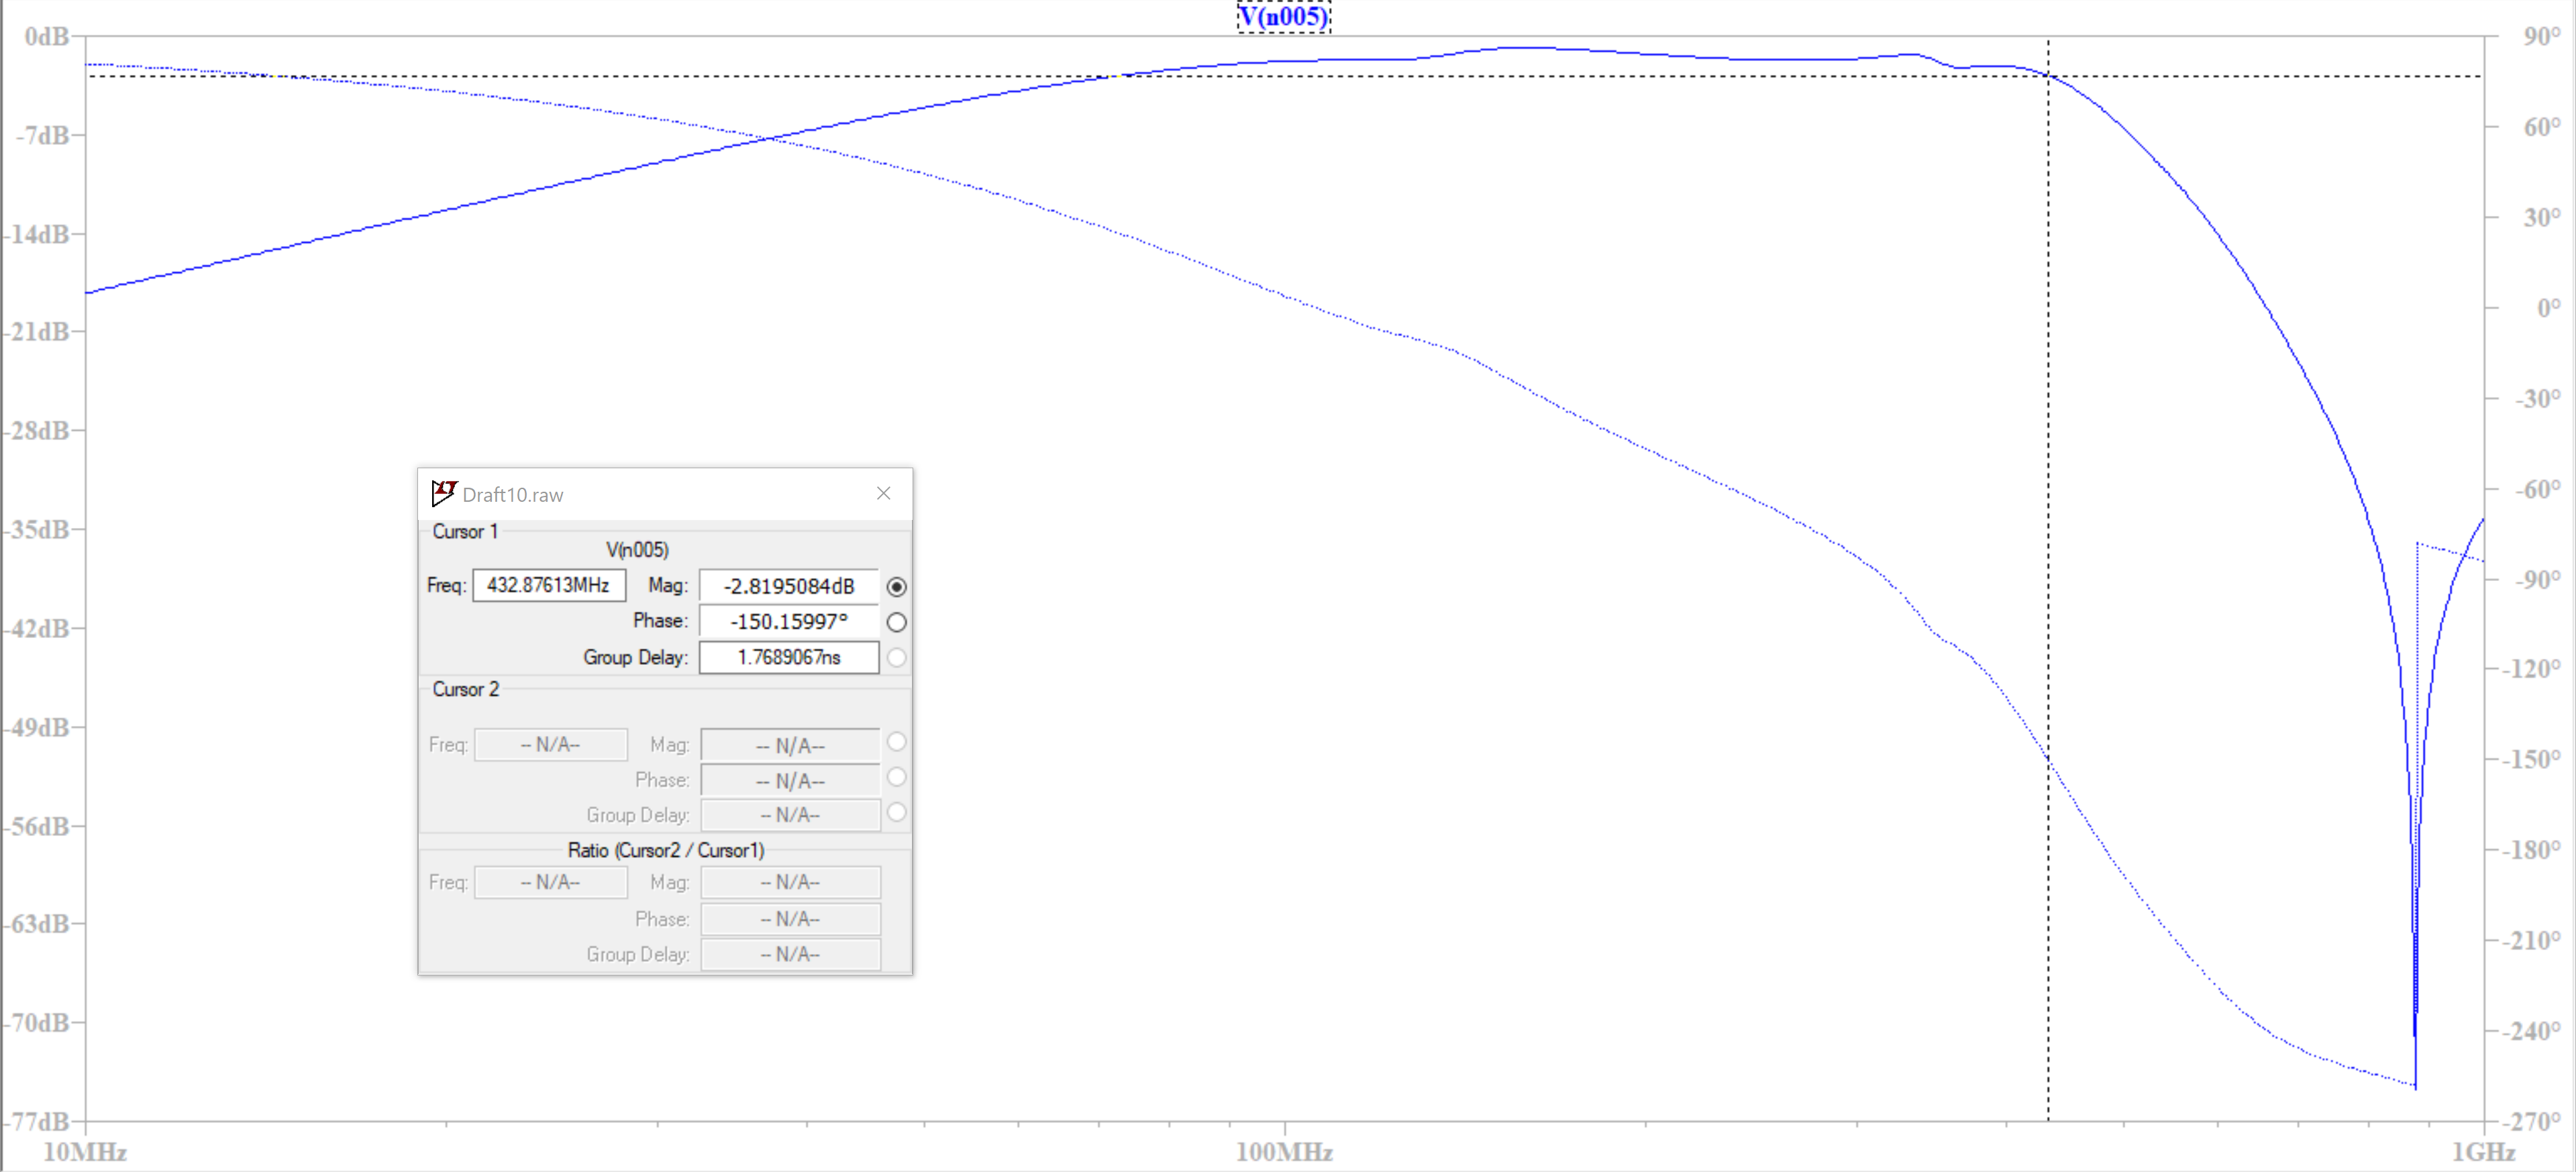 V(n005)
0dB
-7dB
-14dB
-21dB
-28dB
-35dB
-42dB
-49dB
-56dB
-63dB
-70dB
-77dB
90°
60°
30°
0°
-30°
-60°
-90°
-120°
-150°
-180°
-210°
-240°
-270°
Draft10.raw
Cursor 1
V(n005)
Freq: 432.87613MHz Mag: -2.8195084dB
Phase: -150.15997°
Group Delay: 1.7689067ns
Cursor 2
Freq: -- N/A-- Mag: -- N/A--
Phase: -- N/A--
Group Delay: -- N/A--
Ratio (Cursor2 / Cursor1)
Freq: -- N/A-- Mag: -- N/A--
Phase: -- N/A--
Group Delay: -- N/A--
10MHz 100MHz 1GHz